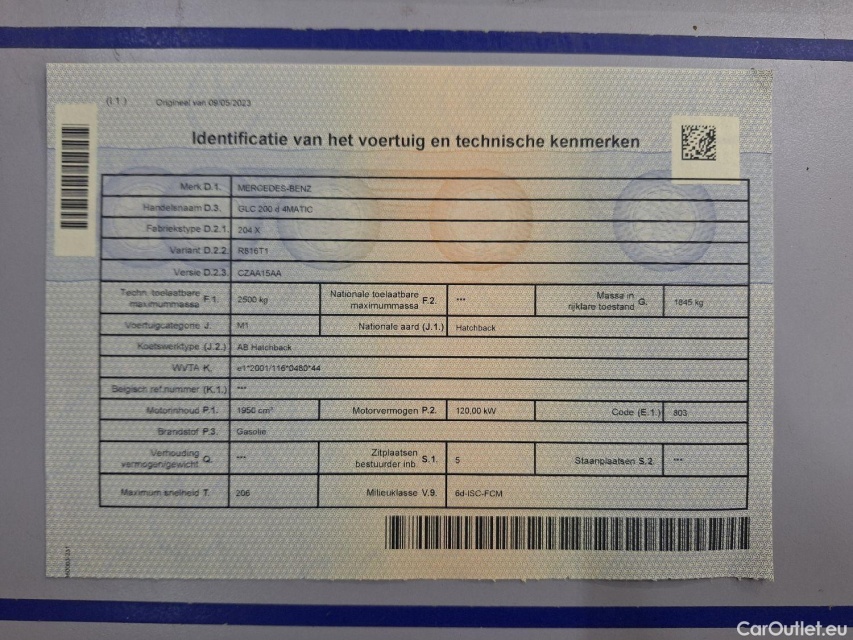 (I.1.) Origineel van 09/05/2023
Identificatie van het voertuig en technische kenmerken
Merk D.1. MERCEDES-BENZ
Handelsnaam D.3. GLC 200 d 4MATIC
Fabriekstype D.2.1. 204 X
Variant D.2.2. R816T1
Versie D.2.3. CZAA15AA
Techn. toelaatbare maximummassa F.1. 2500 kg Nationale toelaatbare maximummassa F.2. *** Massa in rijklare toestand G. 1845 kg
Voertuigcategorie J. M1 Nationale aard (J.1.) Hatchback
Koetswerktype (J.2.) AB Hatchback
WVTA K. e1*2001/116*0480*44
Belgisch ref.nummer (K.1.) ***
Motorinhoud P.1. 1950 cm³ Motorvermogen P.2. 120,00 kW Code (E.1.) 803
Brandstof P.3. Gasolie
Verhouding vermogen/gewicht Q. *** Zitplaatsen bestuurder inb. S.1. 5 Staanplaatsen S.2. ***
Maximum snelheid T. 206 Milieuklasse V.9. 6d-ISC-FCM
CarOutlet.eu